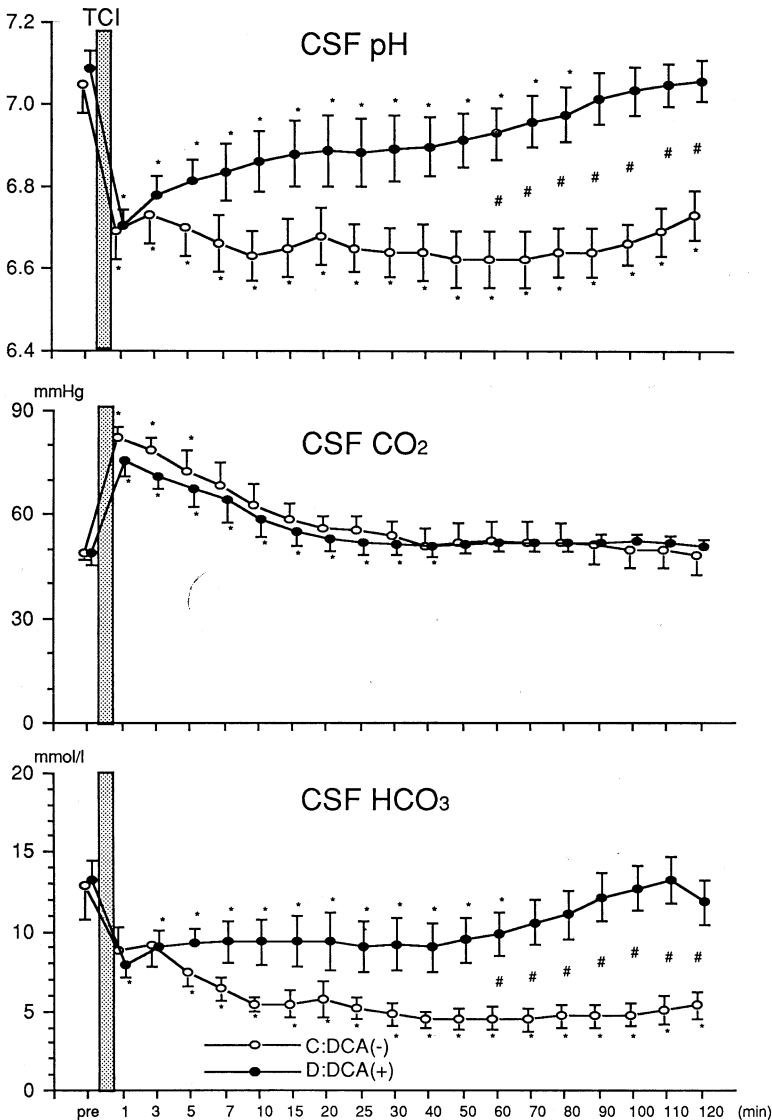 TCI
CSF pH
7.2
7.0
6.8
6.6
6.4
* * * * * * * * * * * * * *
# # # # # # #
* * * * * * * * * * * * * * * * * *
mmHg
CSF CO2
90
60
30
0
* * *
* * * * * * * * * *
mmol/l
CSF HCO3
20
15
10
5
0
* * * * * * * * * * * *
# # # # # # #
* * * * * * * * * * * * * * * *
C:DCA(-)
D:DCA(+)
pre 1 3 5 7 10 15 20 25 30 40 50 60 70 80 90 100 110 120 (min)